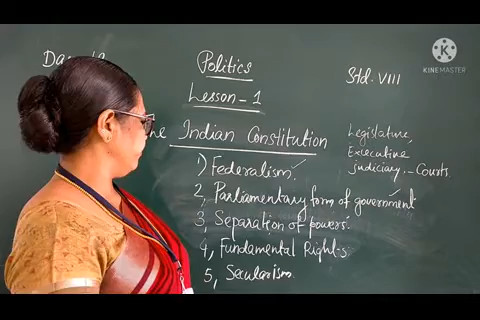 Politics
Std. VIII
Lesson - 1
The Indian Constitution
1) Federalism.
2, Parliamentary form of government
3, Separation of powers
4, Fundamental Rights
5, Secularism
Legislature,
Executive
judiciary - Courts.
KINEMASTER